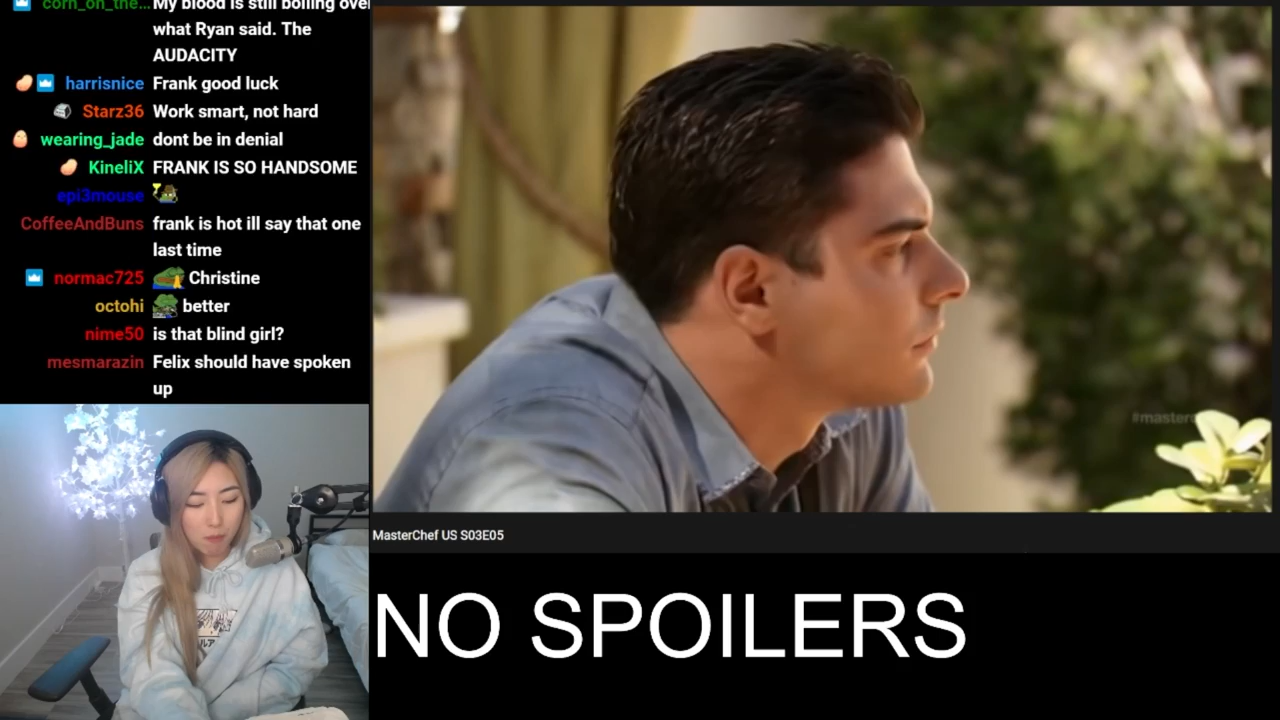 corn_on_the... My blood is still boiling over
what Ryan said. The
AUDACITY
harrisnice Frank good luck
Starz36 Work smart, not hard
wearing_jade dont be in denial
KineliX FRANK IS SO HANDSOME
epi3mouse
CoffeeAndBuns frank is hot ill say that one
last time
normac725 Christine
octohi better
nime50 is that blind girl?
mesmarazin Felix should have spoken
up
#masterc
MasterChef US S03E05
NO SPOILERS